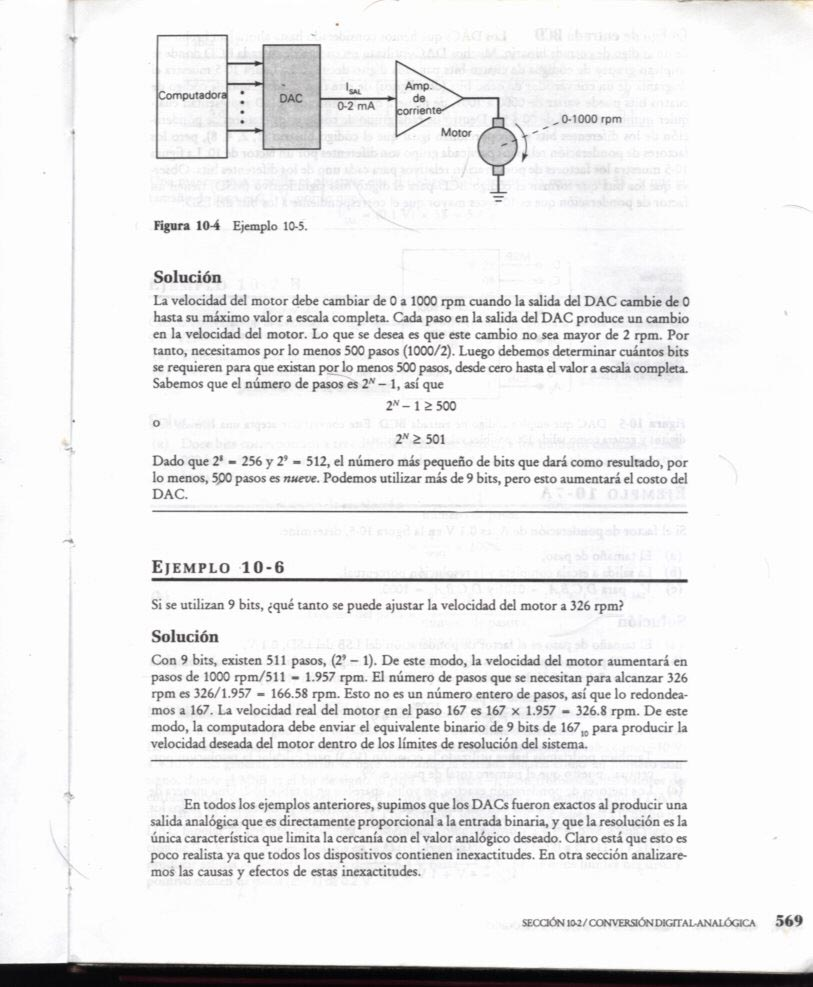 Computadora
DAC
I SAL
0-2 mA
Amp.
de
corriente
Motor
0-1000 rpm
Figura 10-4 Ejemplo 10-5.
Solución
La velocidad del motor debe cambiar de 0 a 1000 rpm cuando la salida del DAC cambie de 0
hasta su máximo valor a escala completa. Cada paso en la salida del DAC produce un cambio
en la velocidad del motor. Lo que se desea es que este cambio no sea mayor de 2 rpm. Por
tanto, necesitamos por lo menos 500 pasos (1000/2). Luego debemos determinar cuántos bits
se requieren para que existan por lo menos 500 pasos, desde cero hasta el valor a escala completa.
Sabemos que el número de pasos es 2ᴺ – 1, así que
2ᴺ – 1 ≥ 500
o
2ᴺ ≥ 501
Dado que 2⁸ = 256 y 2⁹ = 512, el número más pequeño de bits que dará como resultado, por
lo menos, 500 pasos es nueve. Podemos utilizar más de 9 bits, pero esto aumentará el costo del
DAC.
EJEMPLO 10-6
Si se utilizan 9 bits, ¿qué tanto se puede ajustar la velocidad del motor a 326 rpm?
Solución
Con 9 bits, existen 511 pasos, (2⁹ – 1). De este modo, la velocidad del motor aumentará en
pasos de 1000 rpm/511 = 1.957 rpm. El número de pasos que se necesitan para alcanzar 326
rpm es 326/1.957 = 166.58 rpm. Esto no es un número entero de pasos, así que lo redondea-
mos a 167. La velocidad real del motor en el paso 167 es 167 × 1.957 = 326.8 rpm. De este
modo, la computadora debe enviar el equivalente binario de 9 bits de 167₁₀ para producir la
velocidad deseada del motor dentro de los límites de resolución del sistema.
En todos los ejemplos anteriores, supimos que los DACs fueron exactos al producir una
salida analógica que es directamente proporcional a la entrada binaria, y que la resolución es la
única característica que limita la cercanía con el valor analógico deseado. Claro está que esto es
poco realista ya que todos los dispositivos contienen inexactitudes. En otra sección analizare-
mos las causas y efectos de estas inexactitudes.
SECCIÓN 10-2/ CONVERSIÓN DIGITAL-ANALÓGICA 569